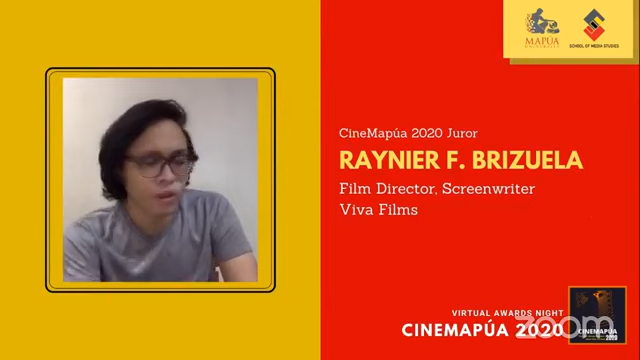 MAPÚA
UNIVERSITY
SCHOOL OF MEDIA STUDIES
CineMapúa 2020 Juror
RAYNIER F. BRIZUELA
Film Director, Screenwriter
Viva Films
VIRTUAL AWARDS NIGHT
CINEMAPÚA 2020
zoom
CINEMAPÚA
2020